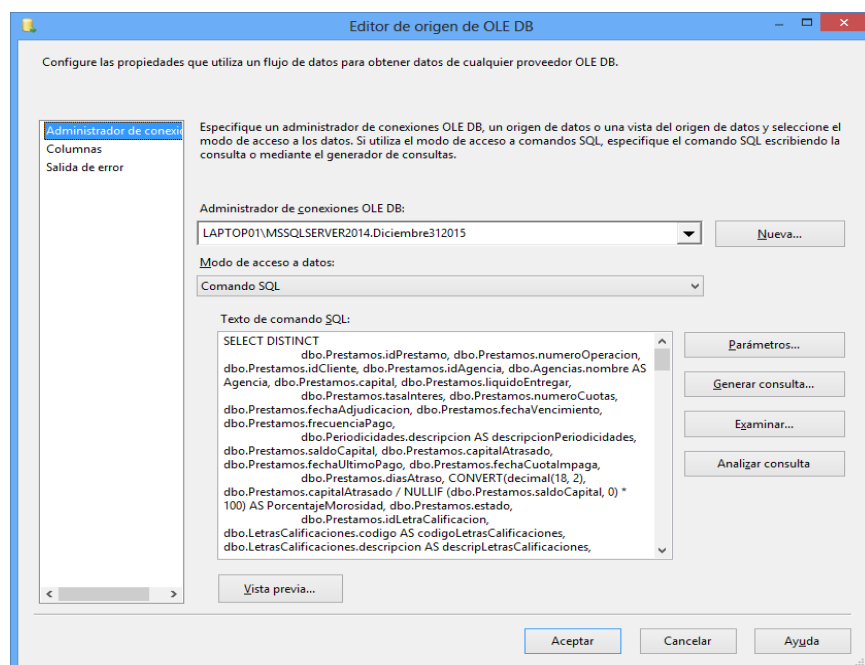 Editor de origen de OLE DB
Configure las propiedades que utiliza un flujo de datos para obtener datos de cualquier proveedor OLE DB.
Administrador de conexi
Columnas
Salida de error
Especifique un administrador de conexiones OLE DB, un origen de datos o una vista del origen de datos y seleccione el
modo de acceso a los datos. Si utiliza el modo de acceso a comandos SQL, especifique el comando SQL escribiendo la
consulta o mediante el generador de consultas.
Administrador de conexiones OLE DB:
LAPTOP01\MSSQLSERVER2014.Diciembre312015
Nueva...
Modo de acceso a datos:
Comando SQL
Texto de comando SQL:
SELECT DISTINCT
dbo.Prestamos.idPrestamo, dbo.Prestamos.numeroOperacion,
dbo.Prestamos.idCliente, dbo.Prestamos.idAgencia, dbo.Agencias.nombre AS
Agencia, dbo.Prestamos.capital, dbo.Prestamos.liquidoEntregar,
dbo.Prestamos.tasaInteres, dbo.Prestamos.numeroCuotas,
dbo.Prestamos.fechaAdjudicacion, dbo.Prestamos.fechaVencimiento,
dbo.Prestamos.frecuenciaPago,
dbo.Periodicidades.descripcion AS descripcionPeriodicidades,
dbo.Prestamos.saldoCapital, dbo.Prestamos.capitalAtrasado,
dbo.Prestamos.fechaUltimoPago, dbo.Prestamos.fechaCuotaImpaga,
dbo.Prestamos.diasAtraso, CONVERT(decimal(18, 2),
dbo.Prestamos.capitalAtrasado / NULLIF (dbo.Prestamos.saldoCapital, 0) *
100) AS PorcentajeMorosidad, dbo.Prestamos.estado,
dbo.Prestamos.idLetraCalificacion,
dbo.LetrasCalificaciones.codigo AS codigoLetrasCalificaciones,
dbo.LetrasCalificaciones.descripcion AS descripLetrasCalificaciones,
Parámetros...
Generar consulta...
Examinar...
Analizar consulta
Vista previa...
Aceptar
Cancelar
Ayuda